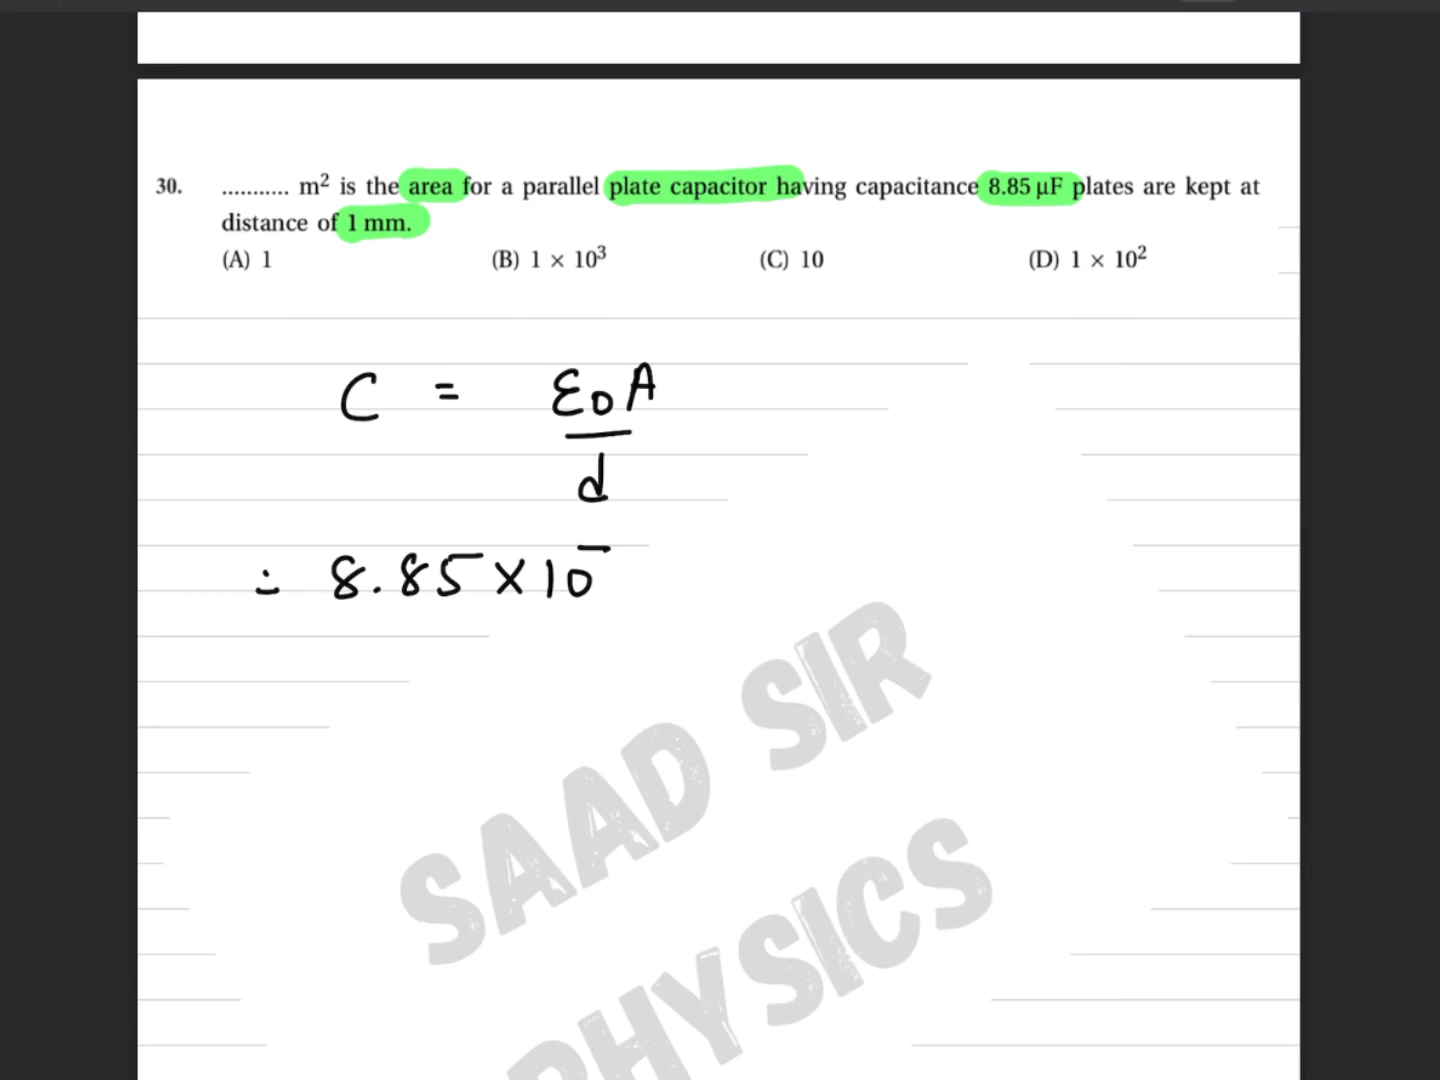 30. ........... m² is the area for a parallel plate capacitor having capacitance 8.85 μF plates are kept at
distance of 1 mm.
(A) 1 (B) 1 × 10³ (C) 10 (D) 1 × 10²
C = ε₀A
d
∴ 8.85×10⁻
SAAD SIR
PHYSICS